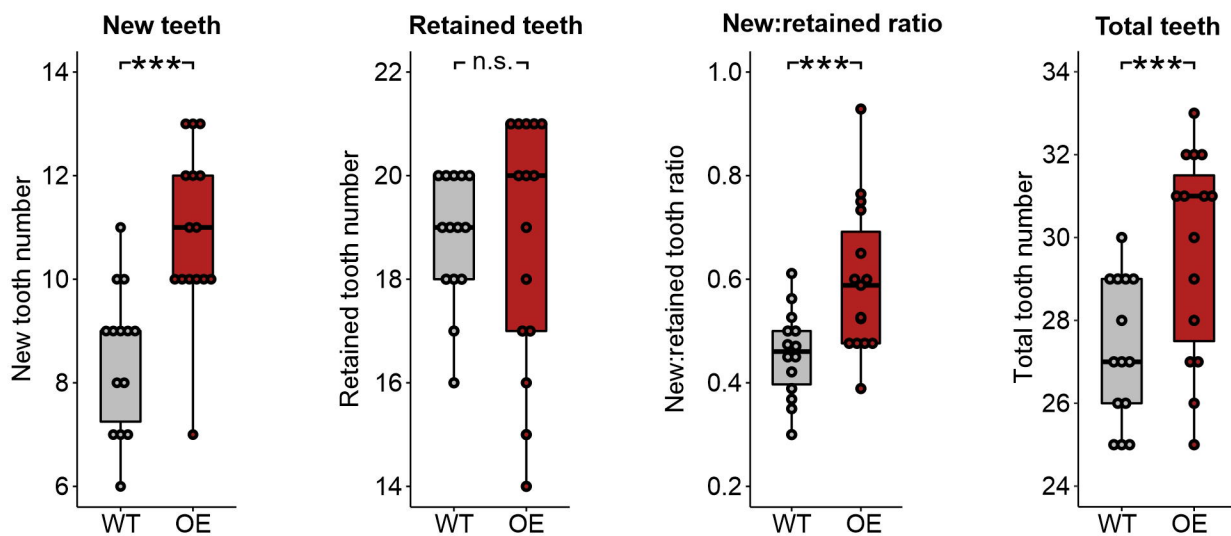 New teeth
14
12
10
8
6
New tooth number
***
WT OE
Retained teeth
22
20
18
16
14
Retained tooth number
n.s.
WT OE
New:retained ratio
1.0
0.8
0.6
0.4
0.2
New:retained tooth ratio
***
WT OE
Total teeth
34
32
30
28
26
24
Total tooth number
***
WT OE